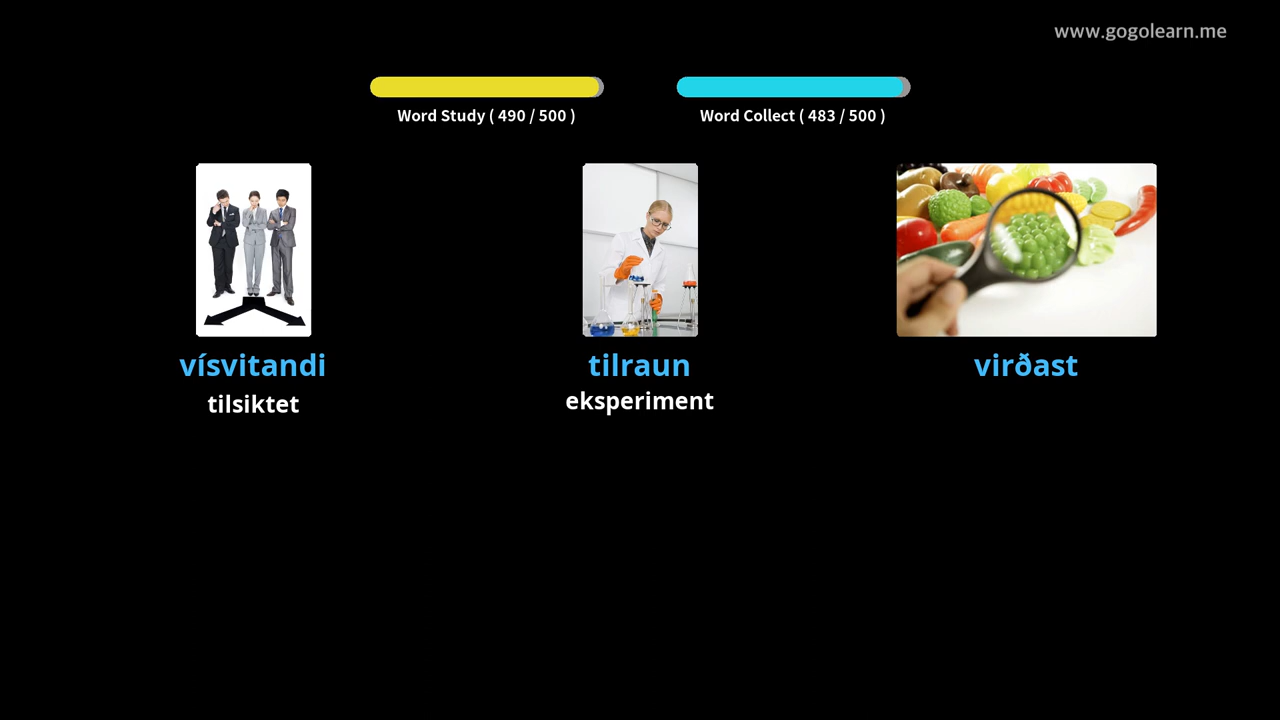 www.gogolearn.me
Word Study ( 490 / 500 )
Word Collect ( 483 / 500 )
vísvitandi
tilsiktet
tilraun
eksperiment
virðast